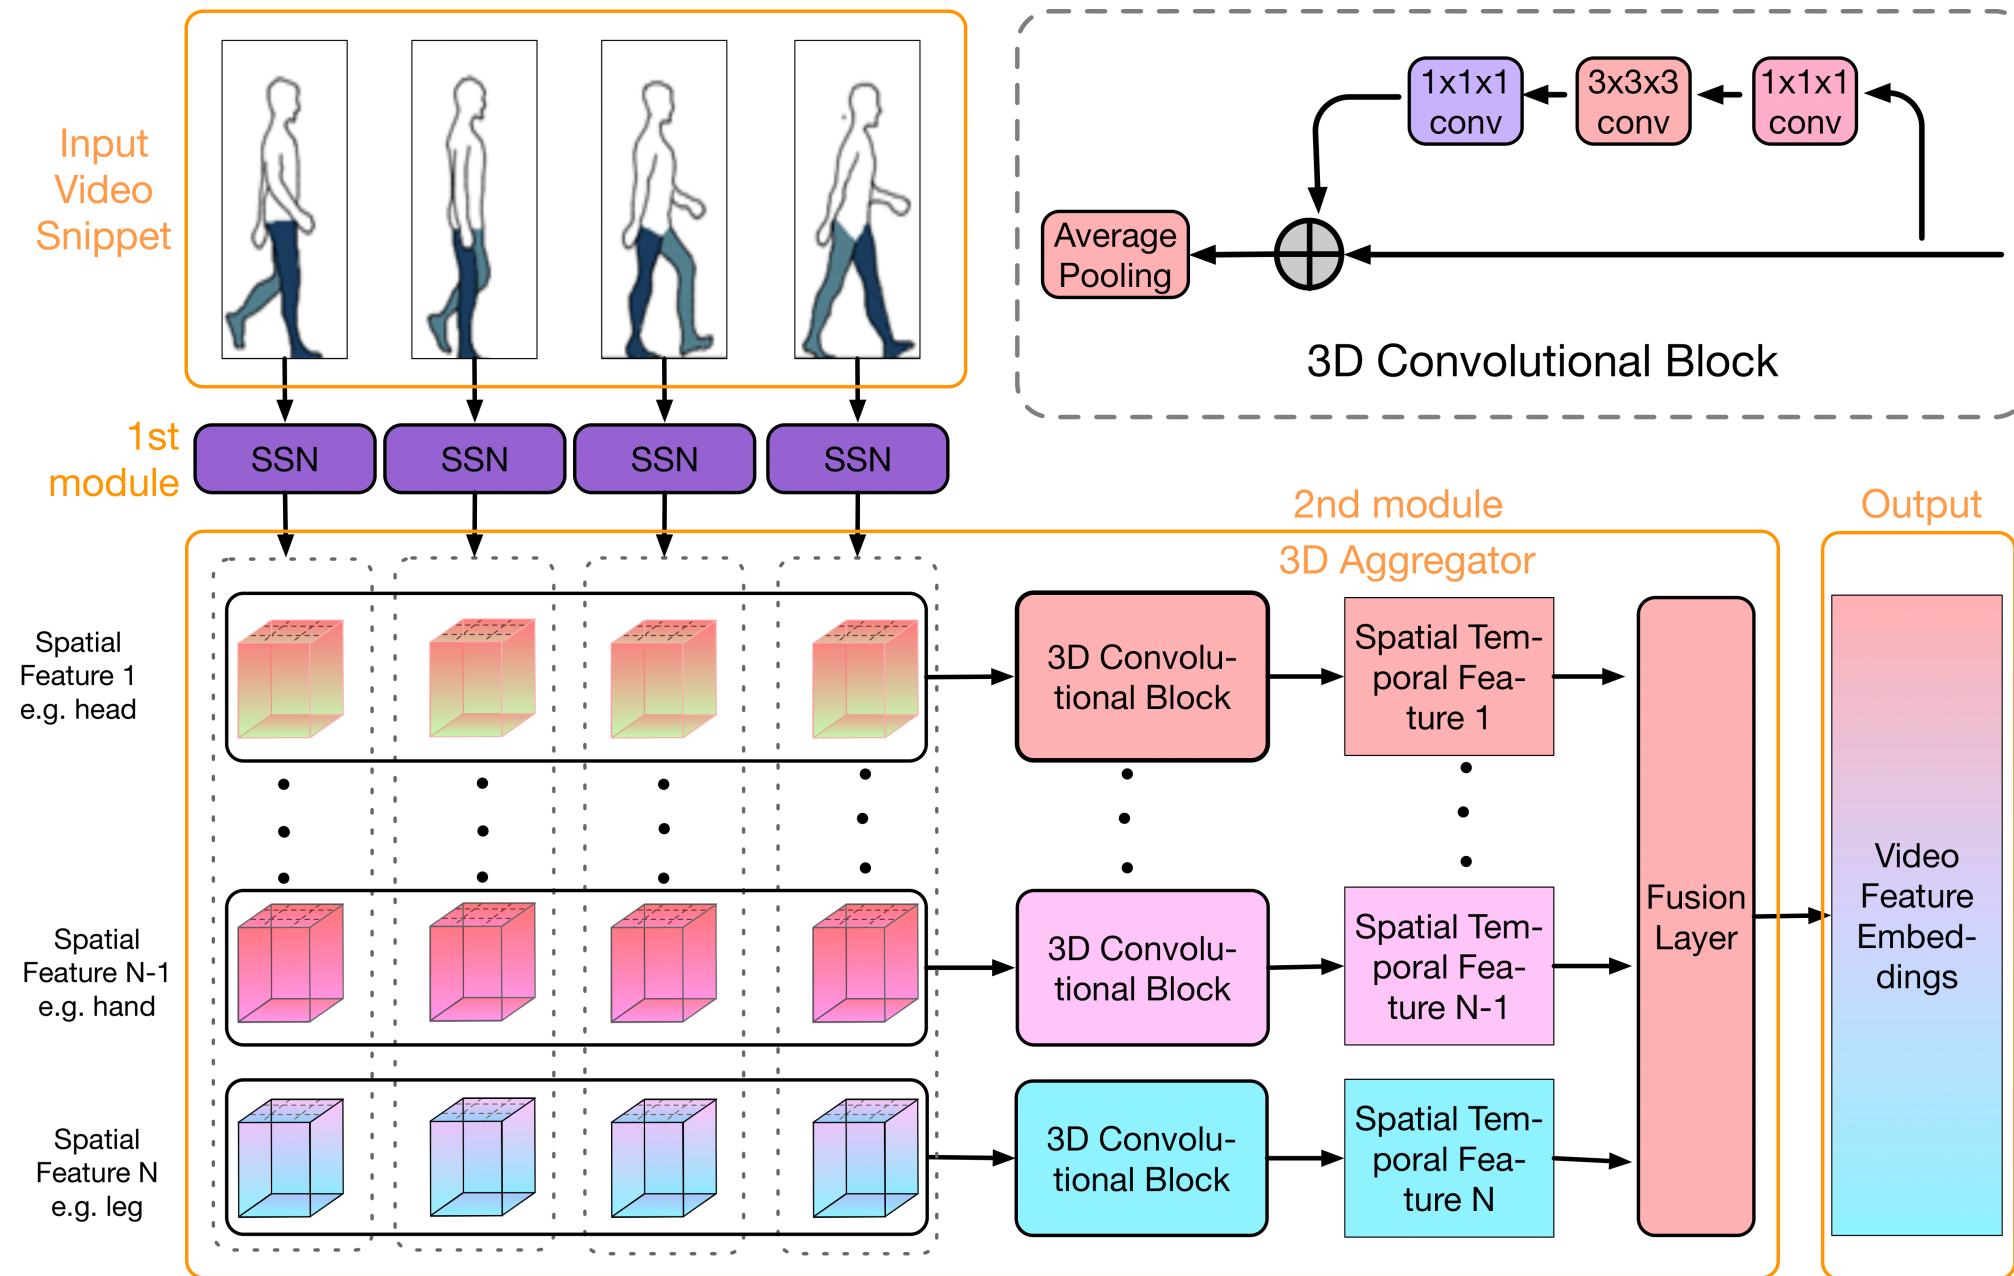 Input
Video
Snippet
1x1x1
conv
3x3x3
conv
1x1x1
conv
Average
Pooling
3D Convolutional Block
1st
module
SSN
SSN
SSN
SSN
2nd module
Output
3D Aggregator
Spatial
Feature 1
e.g. head
3D Convolu-
tional Block
Spatial Tem-
poral Fea-
ture 1
Spatial
Feature N-1
e.g. hand
3D Convolu-
tional Block
Spatial Tem-
poral Fea-
ture N-1
Spatial
Feature N
e.g. leg
3D Convolu-
tional Block
Spatial Tem-
poral Fea-
ture N
Fusion
Layer
Video
Feature
Embed-
dings